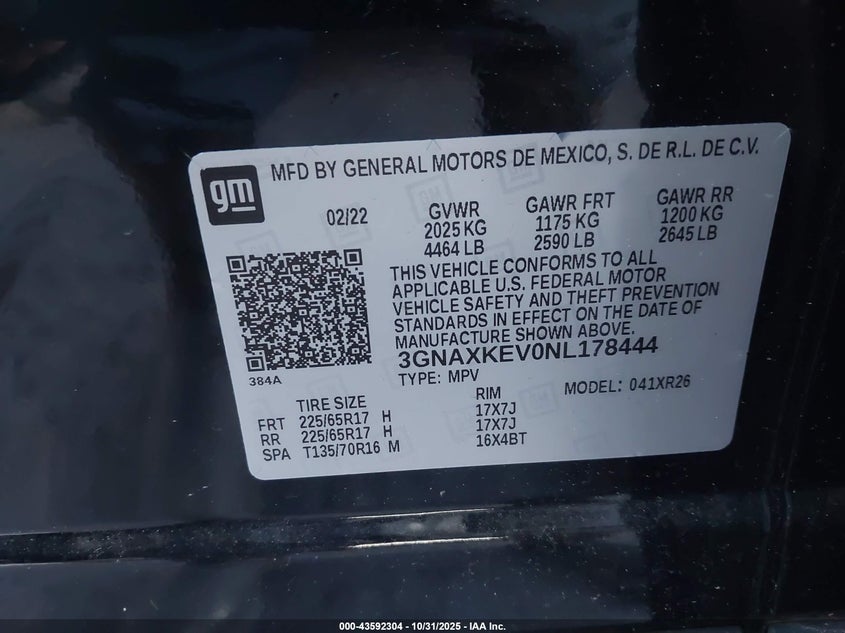 gm
MFD BY GENERAL MOTORS DE MEXICO, S. DE R.L. DE C.V.
02/22 GVWR GAWR FRT GAWR RR
2025 KG 1175 KG 1200 KG
4464 LB 2590 LB 2645 LB
THIS VEHICLE CONFORMS TO ALL
APPLICABLE U.S. FEDERAL MOTOR
VEHICLE SAFETY AND THEFT PREVENTION
STANDARDS IN EFFECT ON THE DATE OF
MANUFACTURE SHOWN ABOVE.
3GNAXKEV0NL178444
384A
TYPE: MPV MODEL: 041XR26
TIRE SIZE RIM
FRT 225/65R17 H 17X7J
RR 225/65R17 H 17X7J
SPA T135/70R16 M 16X4BT
000-43592304 - 10/31/2025 - IAA Inc.